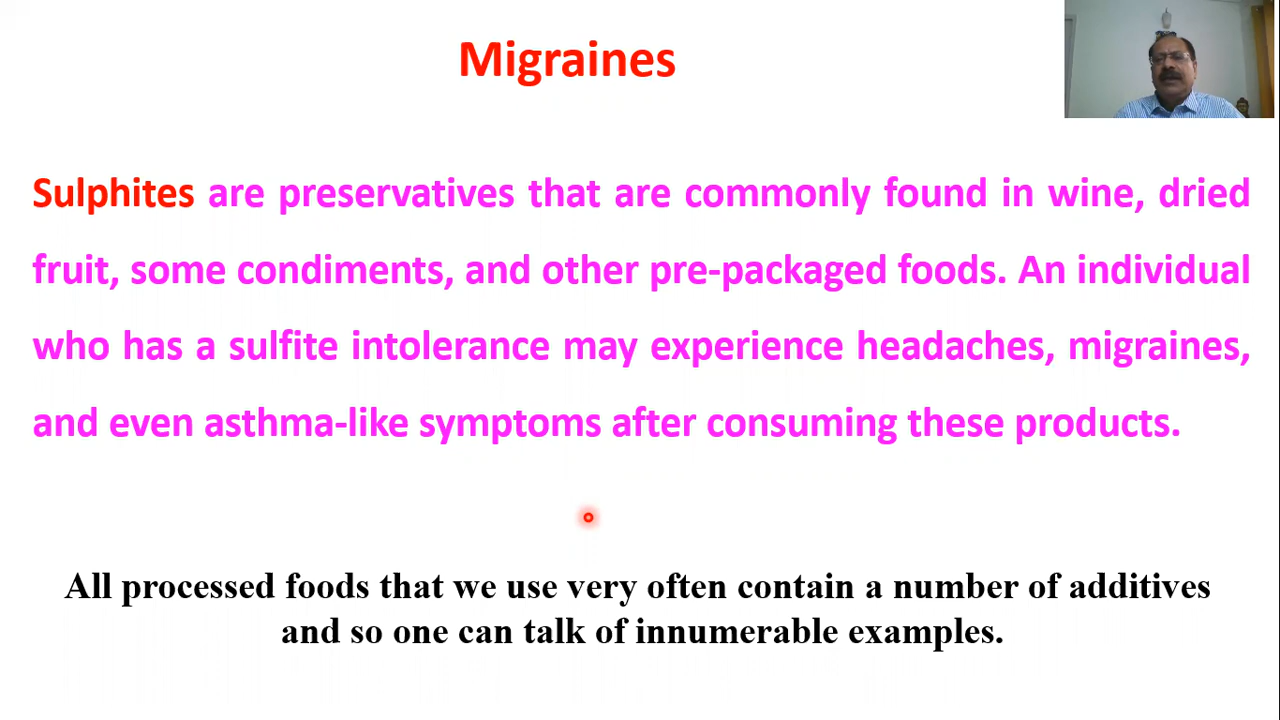 Migraines
Sulphites are preservatives that are commonly found in wine, dried
fruit, some condiments, and other pre-packaged foods. An individual
who has a sulfite intolerance may experience headaches, migraines,
and even asthma-like symptoms after consuming these products.
All processed foods that we use very often contain a number of additives
and so one can talk of innumerable examples.